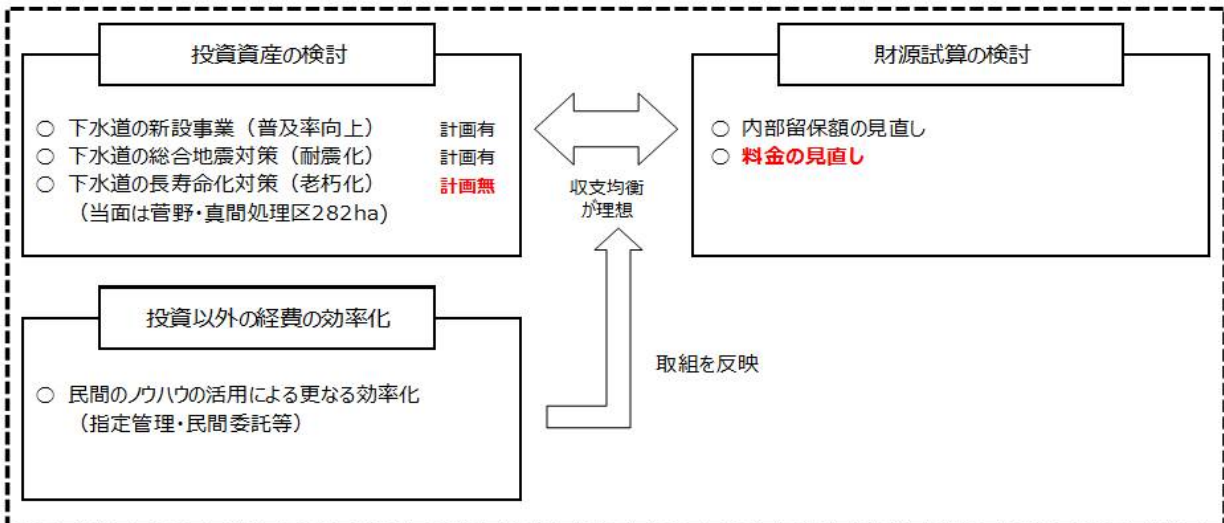 投資資産の検討
○ 下水道の新設事業（普及率向上） 計画有
○ 下水道の総合地震対策（耐震化） 計画有
○ 下水道の長寿命化対策（老朽化） 計画無
（当面は菅野・真間処理区282ha)
収支均衡
が理想
財源試算の検討
○ 内部留保額の見直し
○ 料金の見直し
投資以外の経費の効率化
○ 民間のノウハウの活用による更なる効率化
（指定管理・民間委託等）
取組を反映